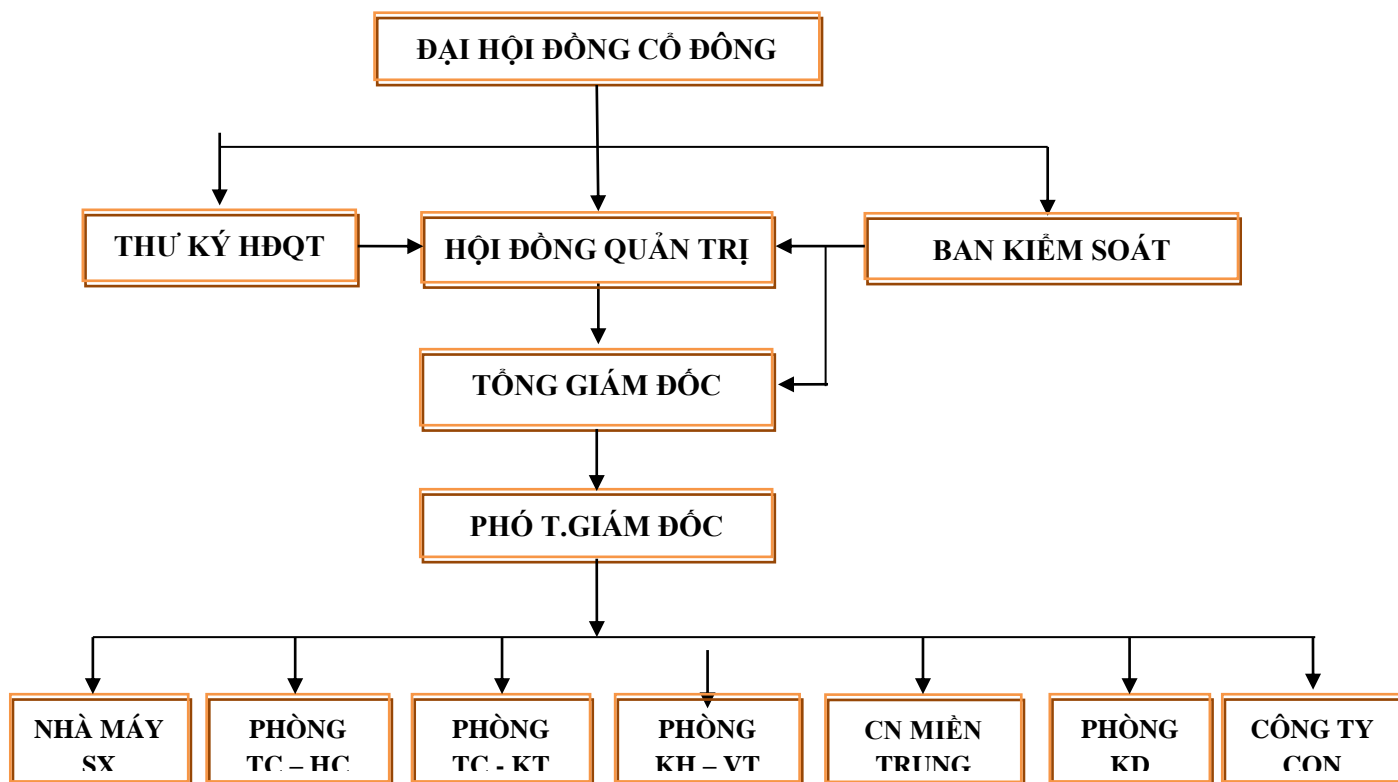 ĐẠI HỘI ĐỒNG CỔ ĐÔNG
THƯ KÝ HĐQT
HỘI ĐỒNG QUẢN TRỊ
BAN KIỂM SOÁT
TỔNG GIÁM ĐỐC
PHÓ T.GIÁM ĐỐC
NHÀ MÁY
SX
PHÒNG
TC – HC
PHÒNG
TC - KT
PHÒNG
KH – VT
CN MIỀN
TRUNG
PHÒNG
KD
CÔNG TY
CON